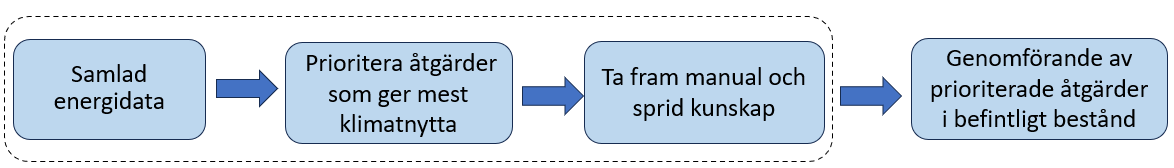 Samlad
energidata
Prioritera åtgärder
som ger mest
klimatnytta
Ta fram manual och
sprid kunskap
Genomförande av
prioriterade åtgärder
i befintligt bestånd